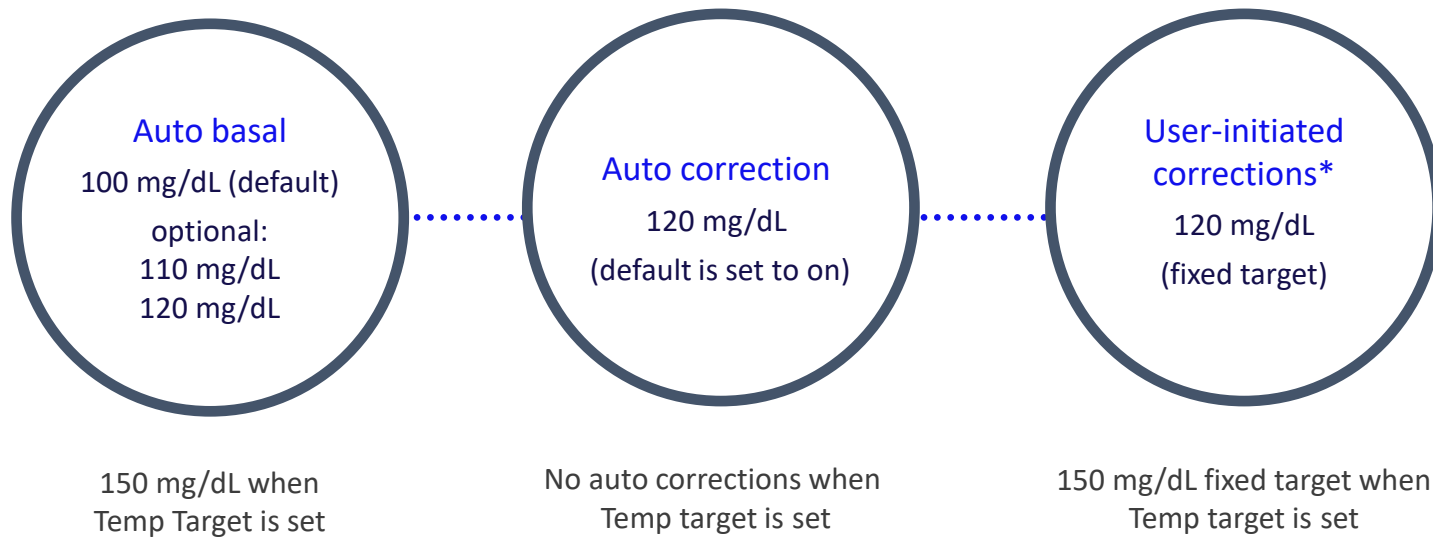 Auto basal
100 mg/dL (default)
optional:
110 mg/dL
120 mg/dL
Auto correction
120 mg/dL
(default is set to on)
User-initiated
corrections*
120 mg/dL
(fixed target)
150 mg/dL when
Temp Target is set
No auto corrections when
Temp target is set
150 mg/dL fixed target when
Temp target is set